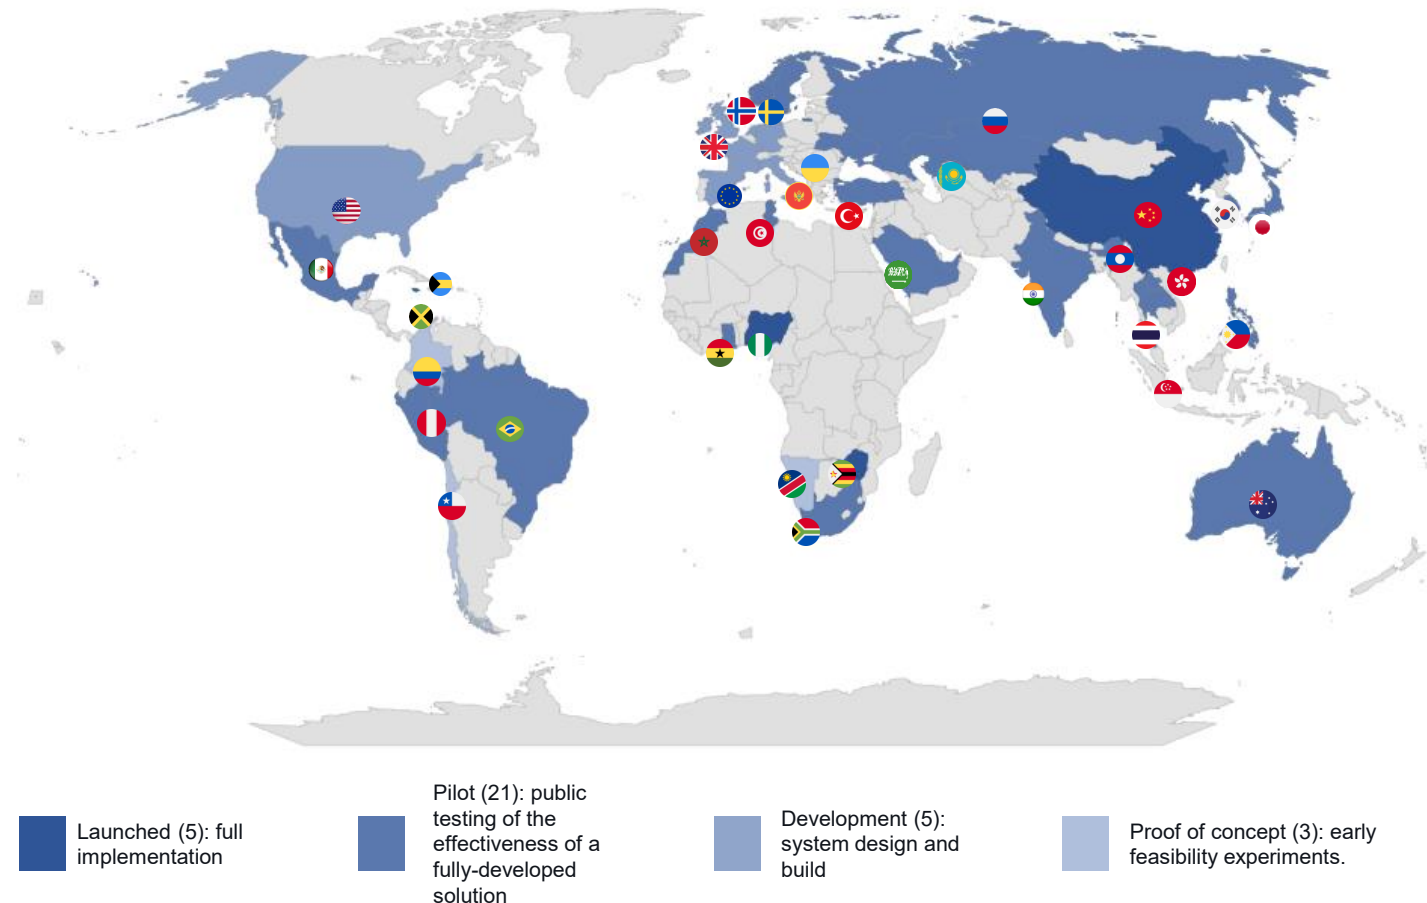 Launched (5): full
implementation
Pilot (21): public
testing of the
effectiveness of a
fully-developed
solution
Development (5):
system design and
build
Proof of concept (3): early
feasibility experiments.